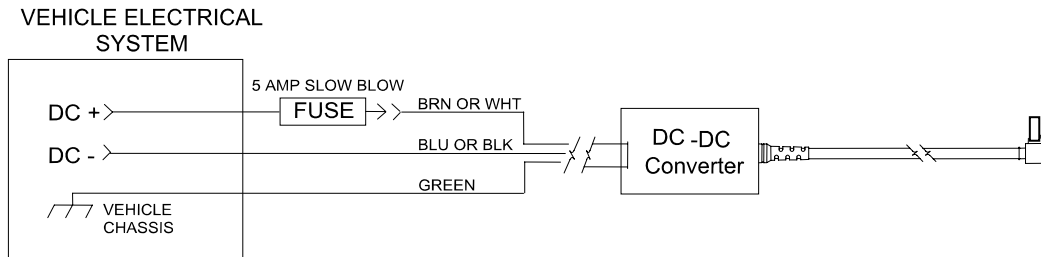 VEHICLE ELECTRICAL
SYSTEM
5 AMP SLOW BLOW
DC +
FUSE
BRN OR WHT
DC -
BLU OR BLK
GREEN
VEHICLE
CHASSIS
DC -DC
Converter